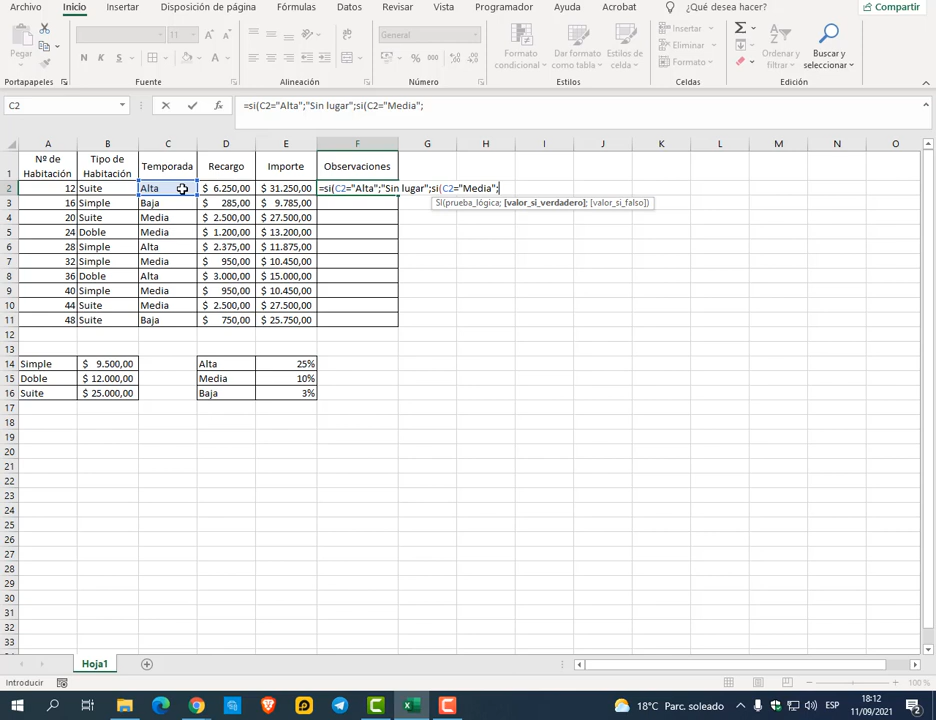 Archivo Inicio Insertar Disposición de página Fórmulas Datos Revisar Vista Programador Ayuda Acrobat ¿Qué desea hacer? Compartir
Pegar
General
11
N K S
% 000
Formato condicional
Dar formato como tabla
Estilos de celda
Insertar
Eliminar
Formato
Ordenar y filtrar
Buscar y seleccionar
Portapapeles Fuente Alineación Número Estilos Celdas Edición
C2 fx =si(C2="Alta";"Sin lugar";si(C2="Media";
A B C D E F G H I J K L M N O
1 Nº de Habitación Tipo de Habitación Temporada Recargo Importe Observaciones
2 12 Suite Alta $ 6.250,00 $ 31.250,00 =si(C2="Alta";"Sin lugar";si(C2="Media";
3 16 Simple Baja $ 285,00 $ 9.785,00 SI(prueba_lógica; [valor_si_verdadero]; [valor_si_falso])
4 20 Suite Media $ 2.500,00 $ 27.500,00
5 24 Doble Media $ 1.200,00 $ 13.200,00
6 28 Simple Alta $ 2.375,00 $ 11.875,00
7 32 Simple Media $ 950,00 $ 10.450,00
8 36 Doble Alta $ 3.000,00 $ 15.000,00
9 40 Simple Media $ 950,00 $ 10.450,00
10 44 Suite Media $ 2.500,00 $ 27.500,00
11 48 Suite Baja $ 750,00 $ 25.750,00
12
13
14 Simple $ 9.500,00 Alta 25%
15 Doble $ 12.000,00 Media 10%
16 Suite $ 25.000,00 Baja 3%
17
18
19
20
21
22
23
24
25
26
27
28
29
30
31
32
33
Hoja1
Introducir 100 %
18°C Parc. soleado ESP 18:12
11/09/2021 2